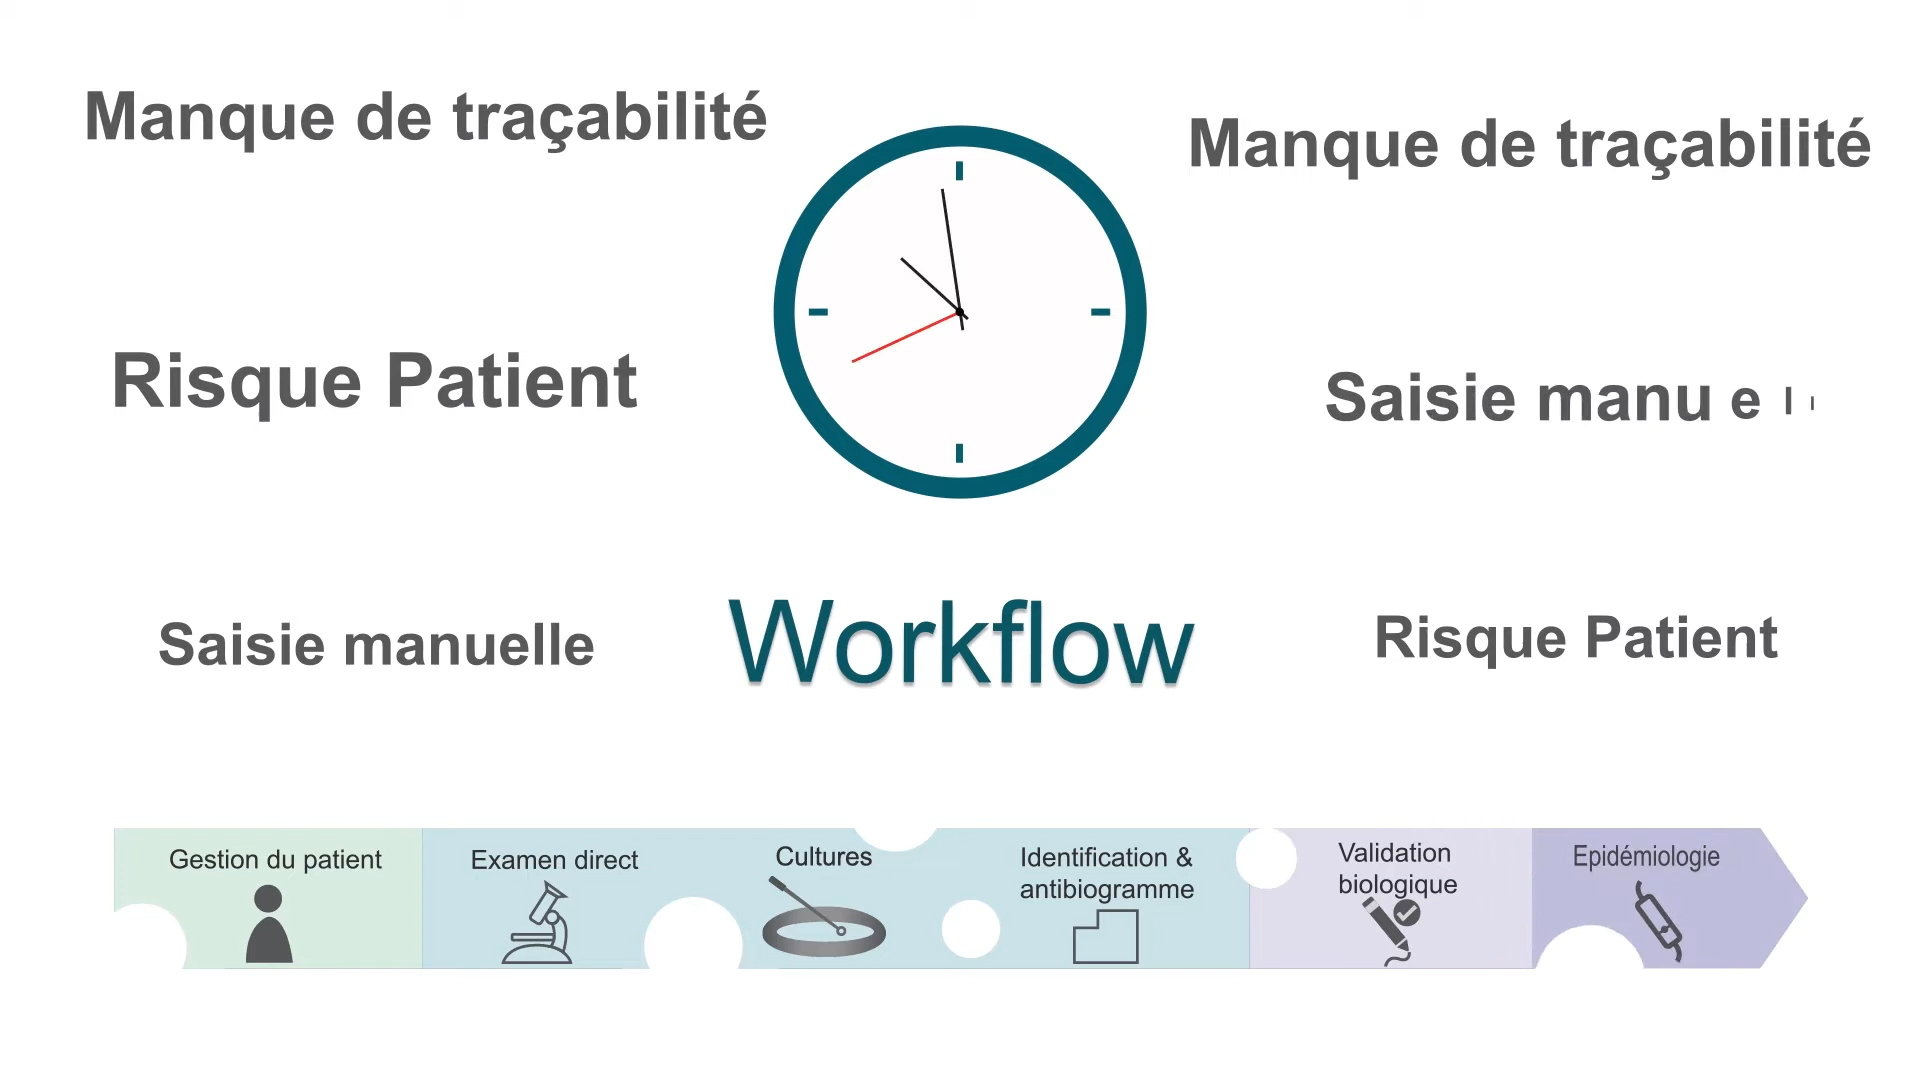 Manque de traçabilité
Manque de traçabilité
Risque Patient
Saisie manuel
Saisie manuelle
Workflow
Risque Patient
Gestion du patient
Examen direct
Cultures
Identification &
antibiogramme
Validation
biologique
Epidémiologie